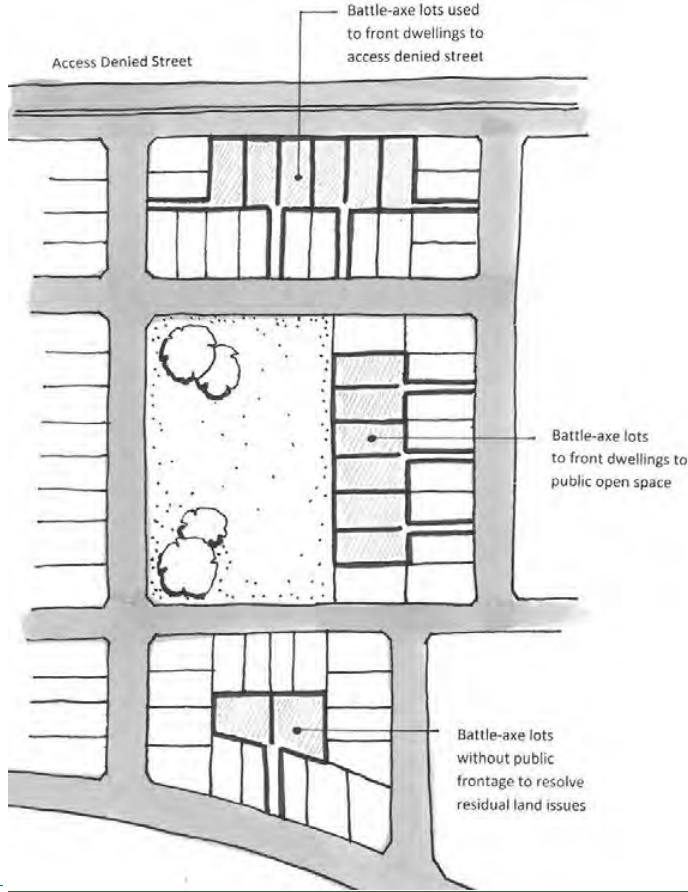 Battle-axe lots used
to front dwellings to
access denied street
Access Denied Street
Battle-axe lots
to front dwellings to
public open space
Battle-axe lots
without public
frontage to resolve
residual land issues